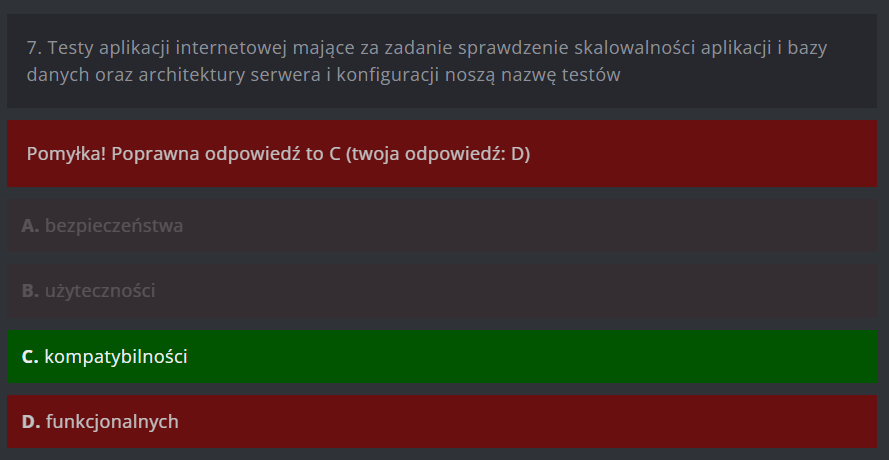 7. Testy aplikacji internetowej mające za zadanie sprawdzenie skalowalności aplikacji i bazy
danych oraz architektury serwera i konfiguracji noszą nazwę testów
Pomyłka! Poprawna odpowiedź to C (twoja odpowiedź: D)
A. bezpieczeństwa
B. użyteczności
C. kompatybilności
D. funkcjonalnych